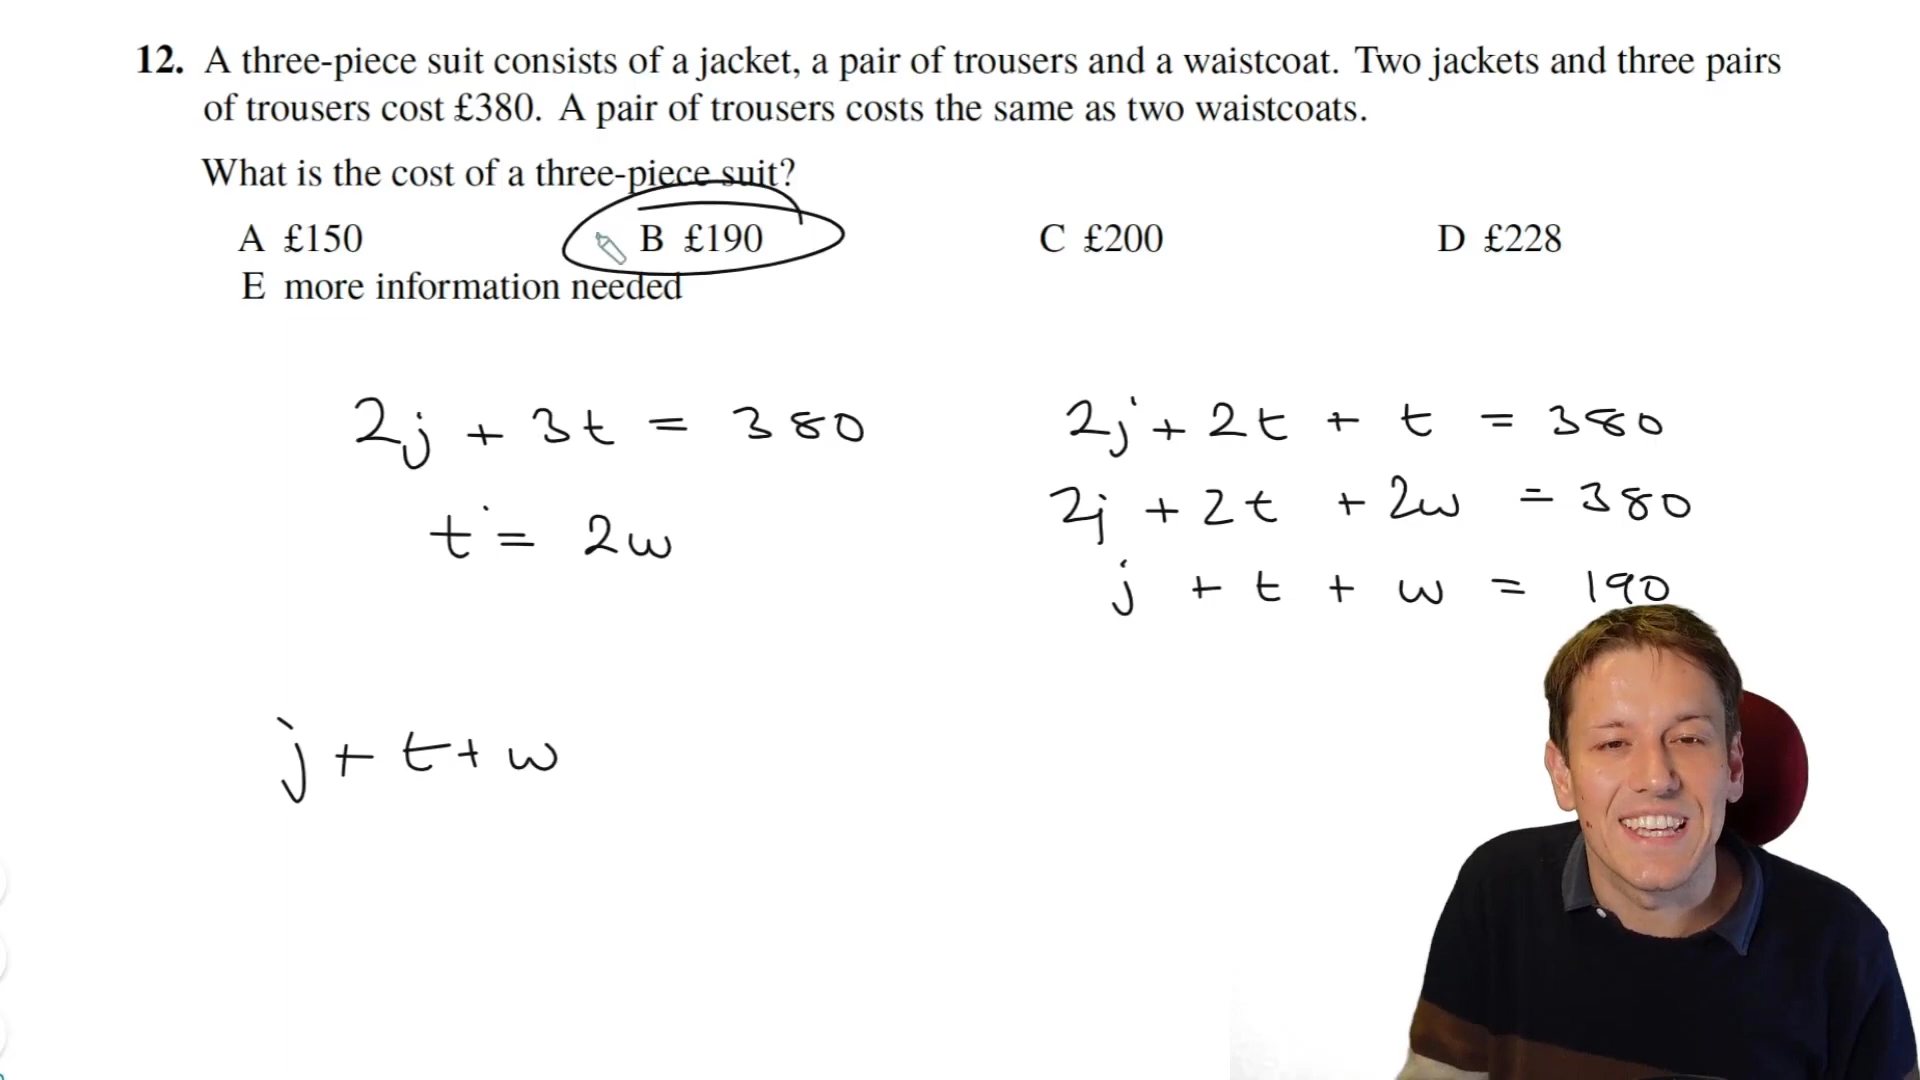 12. A three-piece suit consists of a jacket, a pair of trousers and a waistcoat. Two jackets and three pairs
of trousers cost £380. A pair of trousers costs the same as two waistcoats.
What is the cost of a three-piece suit?
A £150 B £190 C £200 D £228
E more information needed
2j + 3t = 380
t = 2w
j + t + w
2j + 2t + t = 380
2j + 2t + 2w = 380
j + t + w = 190